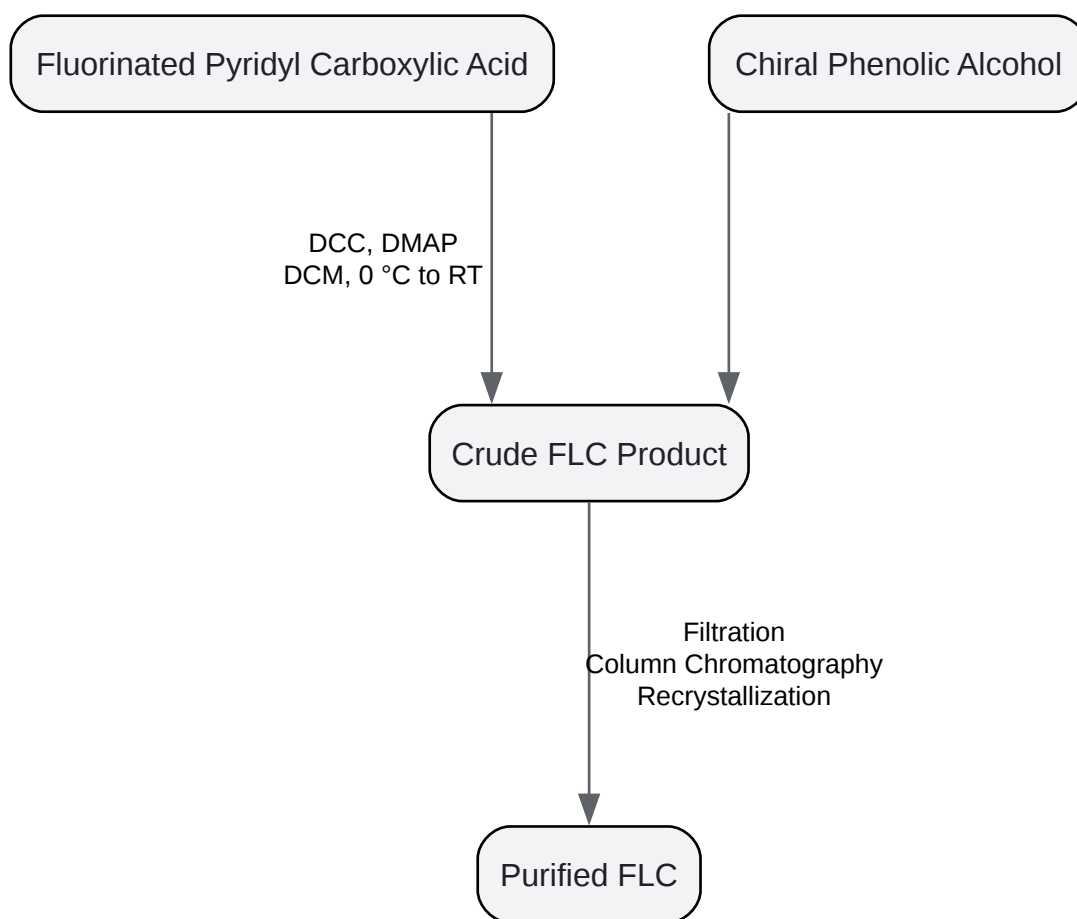 Fluorinated Pyridyl Carboxylic Acid
Chiral Phenolic Alcohol
DCC, DMAP
DCM, 0 °C to RT
Crude FLC Product
Filtration
Column Chromatography
Recrystallization
Purified FLC